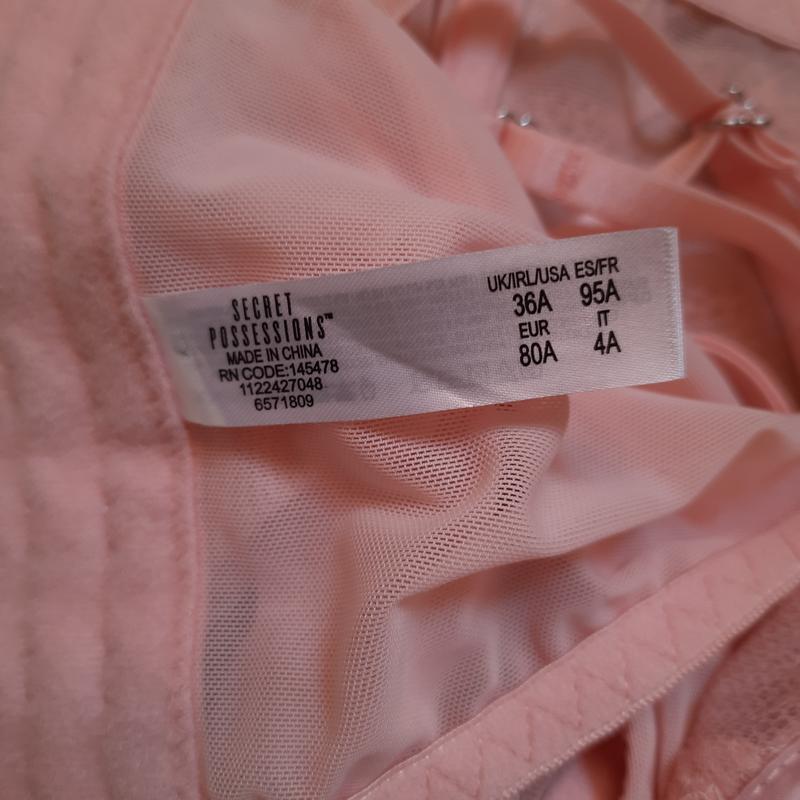 SECRET
POSSESSIONS™
MADE IN CHINA
RN CODE:145478
1122427048
6571809
UK/IRL/USA ES/FR
36A 95A
EUR IT
80A 4A